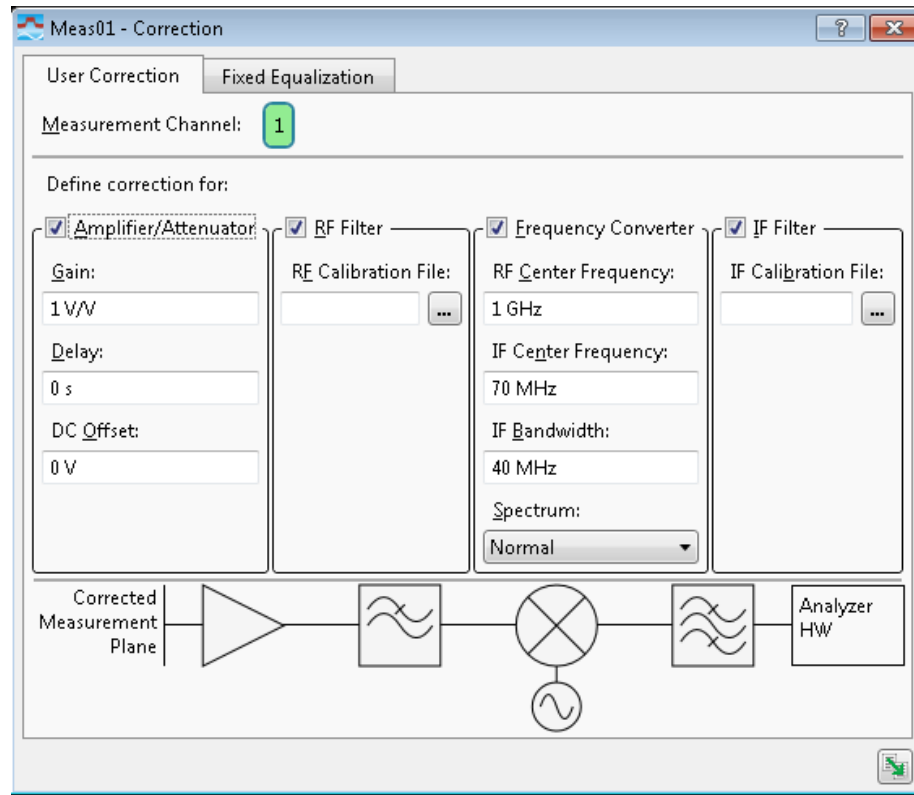 Meas01 - Correction
?
User Correction
Fixed Equalization
Measurement Channel:
1
Define correction for:
Amplifier/Attenuator
Gain:
1 V/V
Delay:
0 s
DC Offset:
0 V
RF Filter
RF Calibration File:
...
Frequency Converter
RF Center Frequency:
1 GHz
IF Center Frequency:
70 MHz
IF Bandwidth:
40 MHz
Spectrum:
Normal
IF Filter
IF Calibration File:
...
Corrected
Measurement
Plane
Analyzer
HW